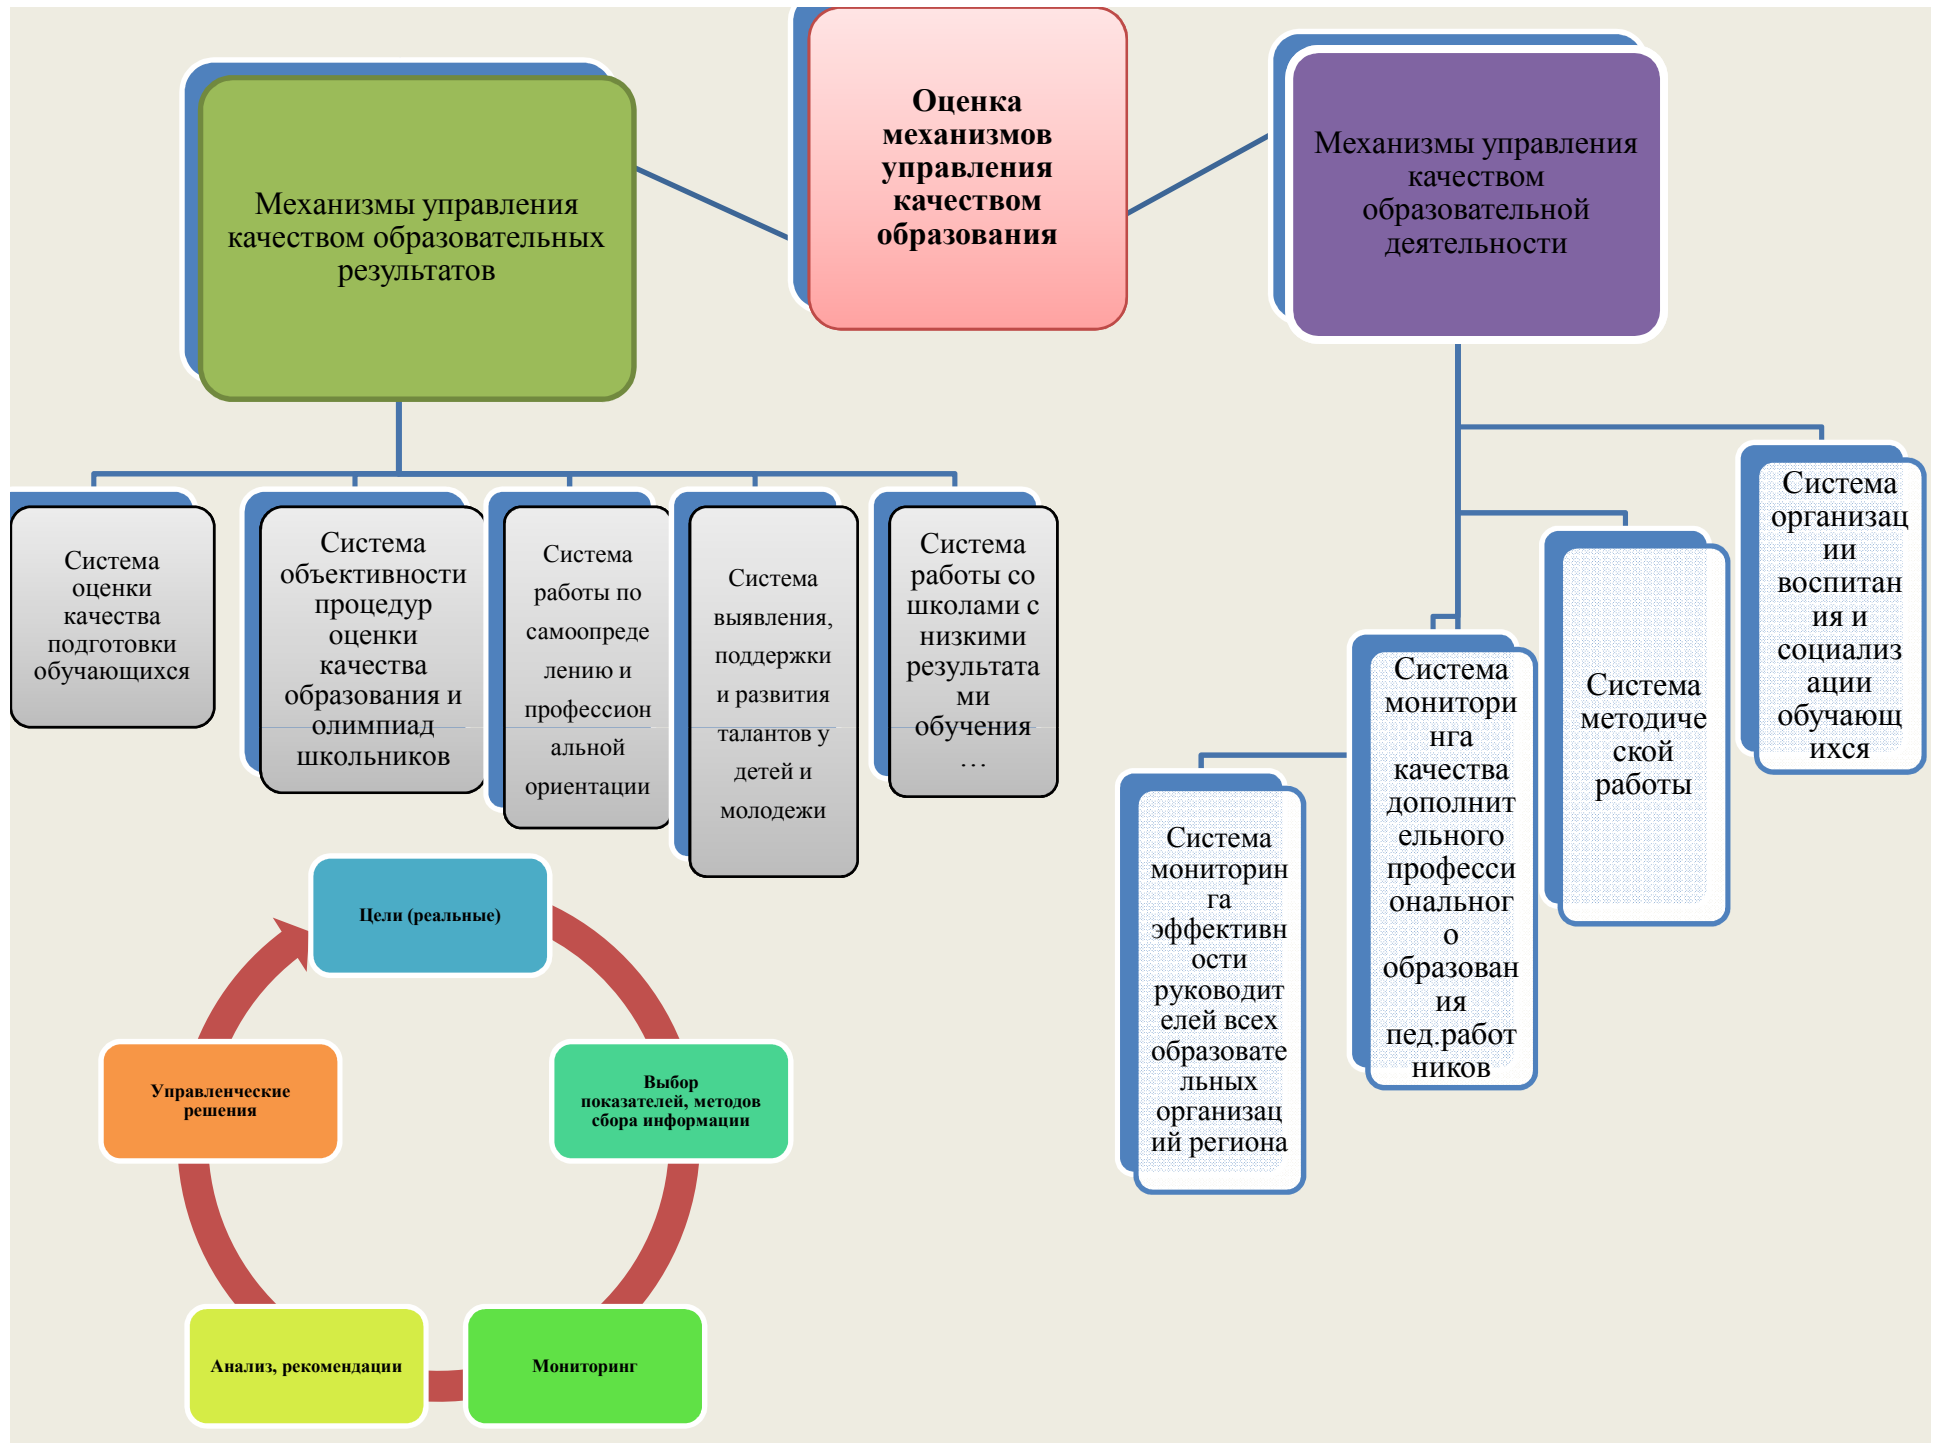 Оценка
механизмов
управления
качеством
образования
Механизмы управления
качеством образовательных
результатов
Механизмы управления
качеством
образовательной
деятельности
Система
оценки
качества
подготовки
обучающихся
Система
объективности
процедур
оценки
качества
образования и
олимпиад
школьников
Система
работы по
самоопреде
лению и
профессион
альной
ориентации
Система
выявления,
поддержки
и развития
талантов у
детей и
молодежи
Система
работы со
школами с
низкими
результата
ми
обучения
…
Система
мониторин
га
эффективн
ости
руководит
елей всех
образовате
льных
организац
ий региона
Система
монитори
нга
качества
дополнит
ельного
професси
ональног
о
образован
ия
пед.работ
ников
Система
методиче
ской
работы
Система
организац
ии
воспитан
ия и
социализ
ации
обучающ
ихся
Цели (реальные)
Выбор
показателей, методов
сбора информации
Мониторинг
Анализ, рекомендации
Управленческие
решения